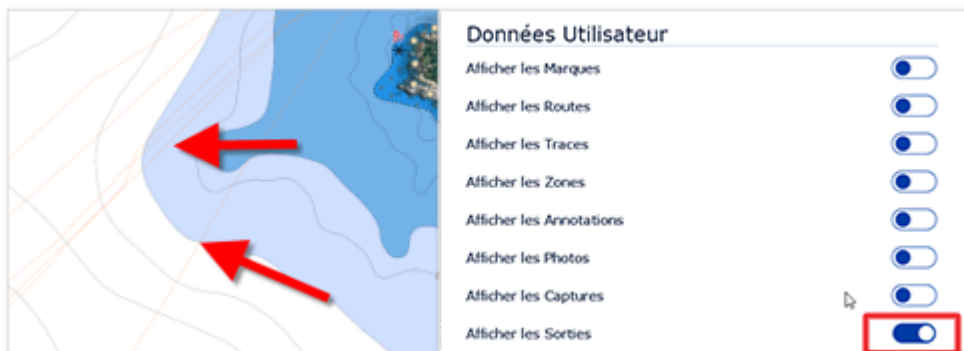 Données Utilisateur
Afficher les Marques
Afficher les Routes
Afficher les Traces
Afficher les Zones
Afficher les Annotations
Afficher les Photos
Afficher les Captures
Afficher les Sorties